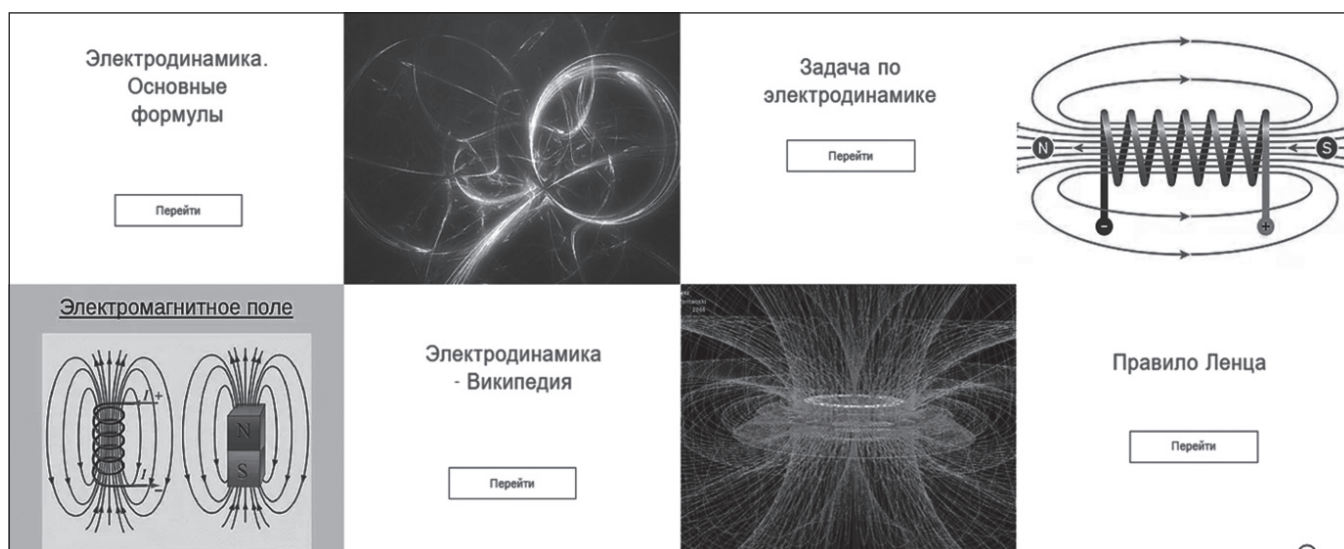 Электродинамика.
Основные
формулы
Перейти
Задача по
электродинамике
Перейти
N
S
-
+
Электромагнитное поле
I +
I -
N
S
Электродинамика
- Википедия
Перейти
Правило Ленца
Перейти